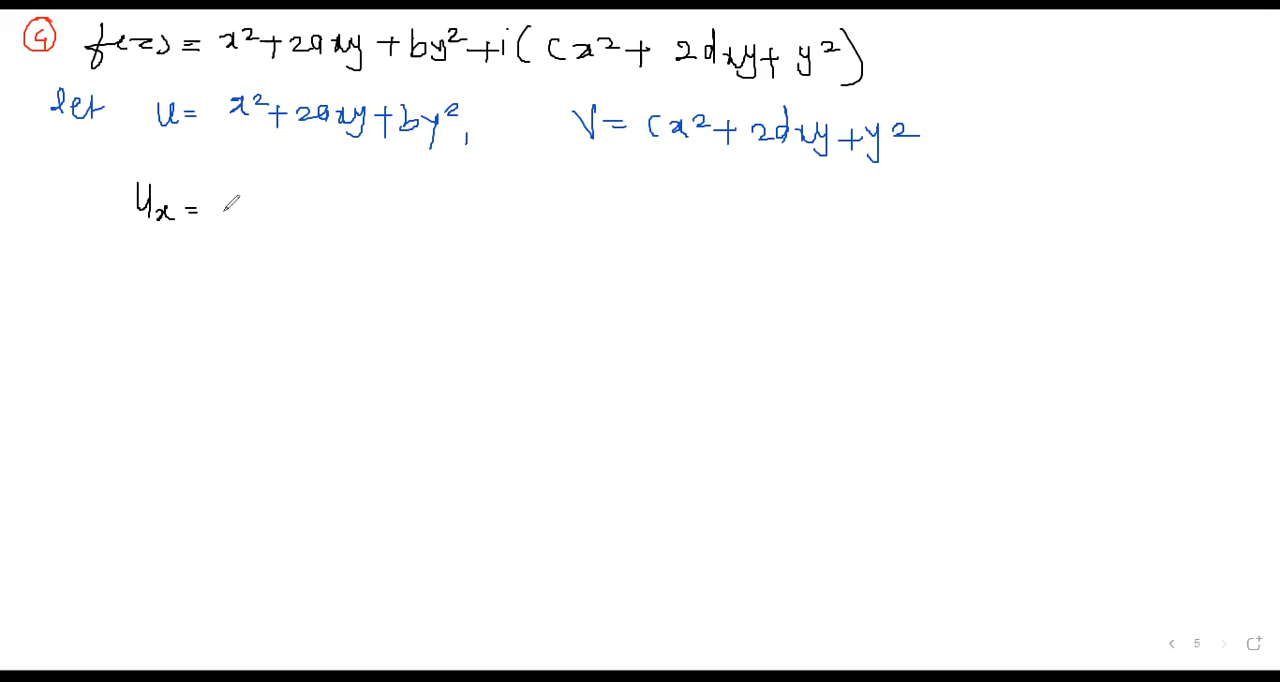 ④ f(z) = x²+2axy+by²+i(cx²+2dxy+y²)
let u= x²+2axy+by², V= cx²+2dxy+y²
Ux =
5